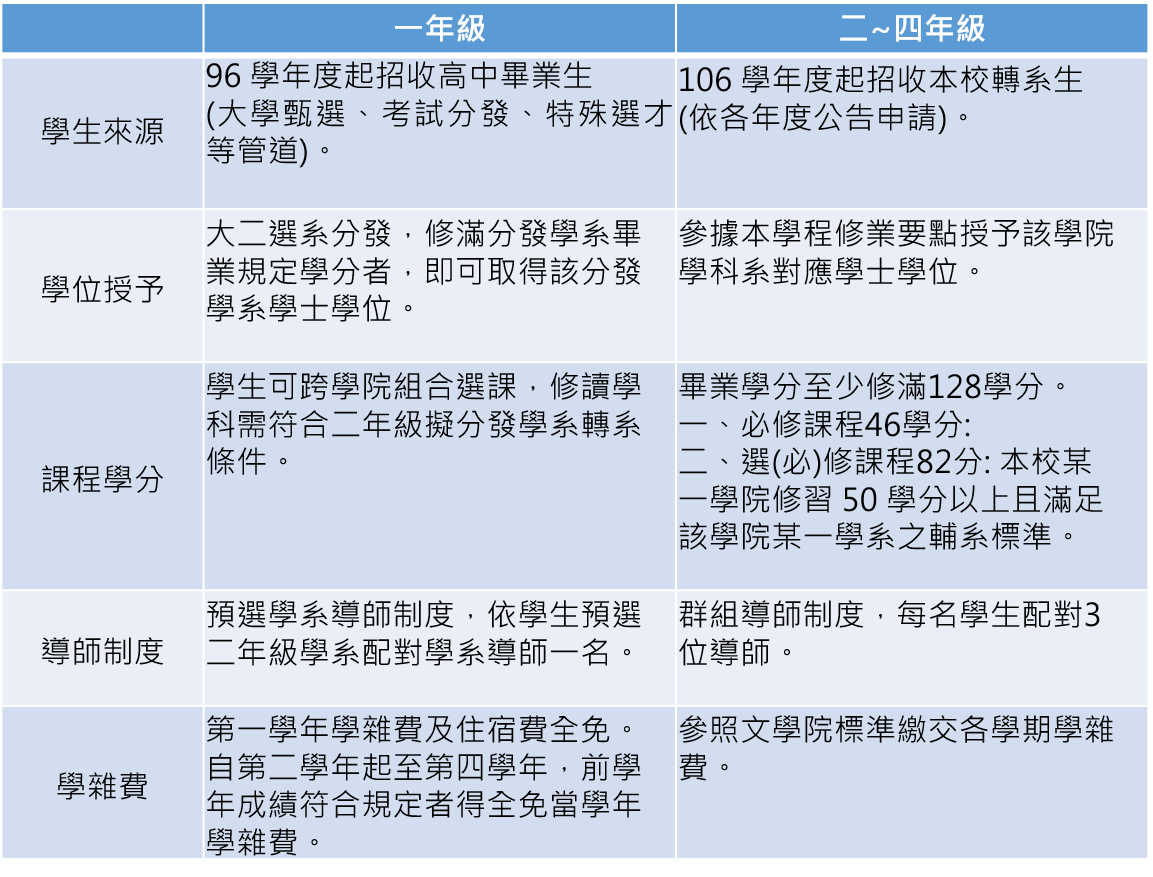 一年級
二~四年級
學生來源
96 學年度起招收高中畢業生
(大學甄選、考試分發、特殊選才
等管道)。
106 學年度起招收本校轉系生
(依各年度公告申請)。
學位授予
大二選系分發，修滿分發學系畢
業規定學分者，即可取得該分發
學系學士學位。
參據本學程修業要點授予該學院
學科系對應學士學位。
課程學分
學生可跨學院組合選課，修讀學
科需符合二年級擬分發學系轉系
條件。
畢業學分至少修滿128學分。
一、必修課程46學分:
二、選(必)修課程82分: 本校某
一學院修習 50 學分以上且滿足
該學院某一學系之輔系標準。
導師制度
預選學系導師制度，依學生預選
二年級學系配對學系導師一名。
群組導師制度，每名學生配對3
位導師。
學雜費
第一學年學雜費及住宿費全免。
自第二學年起至第四學年，前學
年成績符合規定者得全免當學年
學雜費。
參照文學院標準繳交各學期學雜
費。